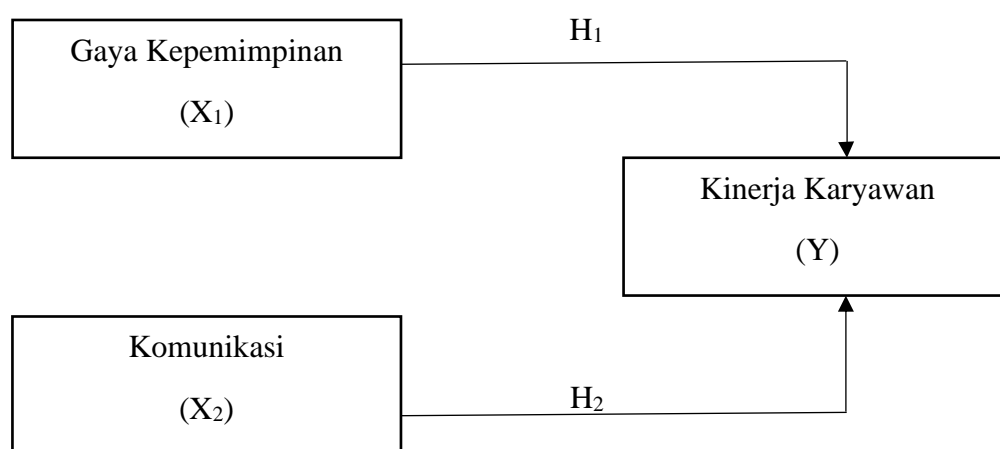 H₁
Gaya Kepemimpinan
(X₁)
Kinerja Karyawan
(Y)
Komunikasi
(X₂)
H₂